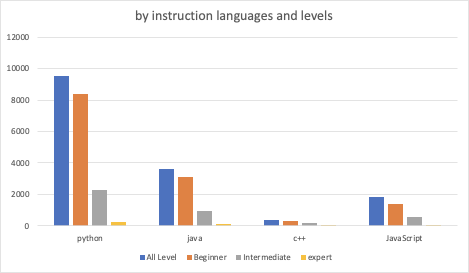 by instruction languages and levels
12000
10000
8000
6000
4000
2000
0
python java c++ JavaScript
All Level Beginner Intermediate expert